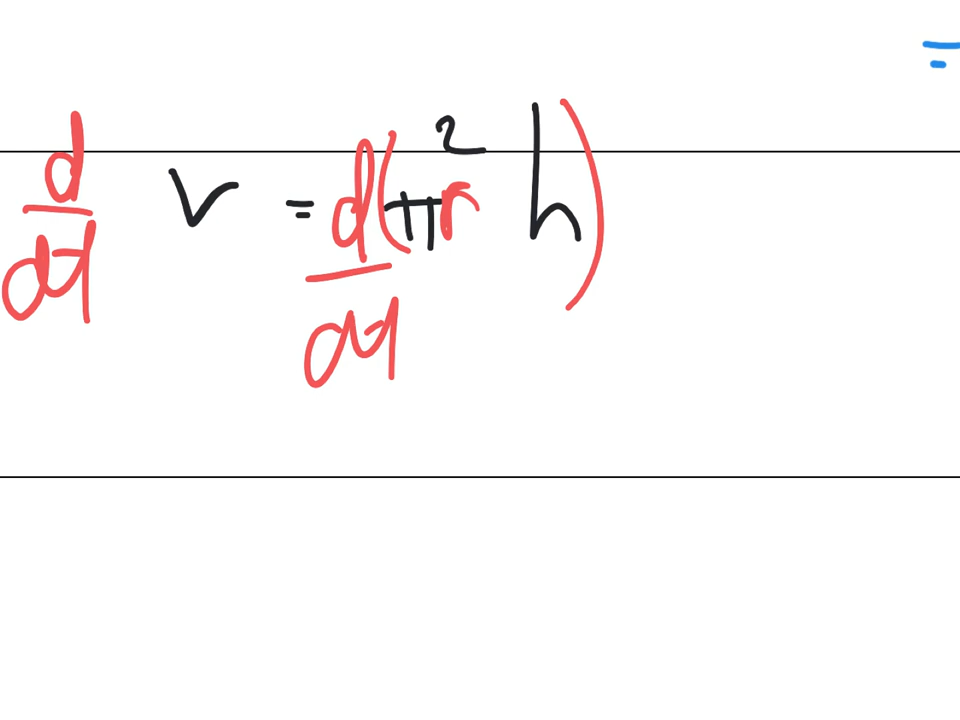 d/dt V = d/dt (πr² h)
=